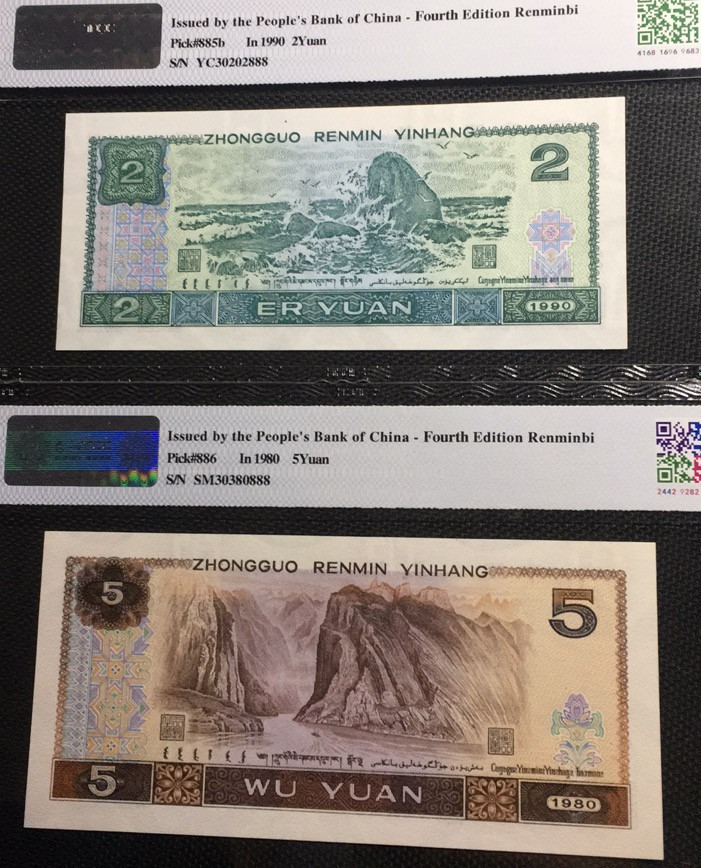 Issued by the People's Bank of China - Fourth Edition Renminbi
Pick#885b In 1990 2Yuan
S/N YC30202888
4168 1696 9683
ZHONGGUO RENMIN YINHANG
2 2
2 ER YUAN 1990
Issued by the People's Bank of China - Fourth Edition Renminbi
Pick#886 In 1980 5Yuan
S/N SM30380888
2442 9282
ZHONGGUO RENMIN YINHANG
5 5
5 WU YUAN 1980